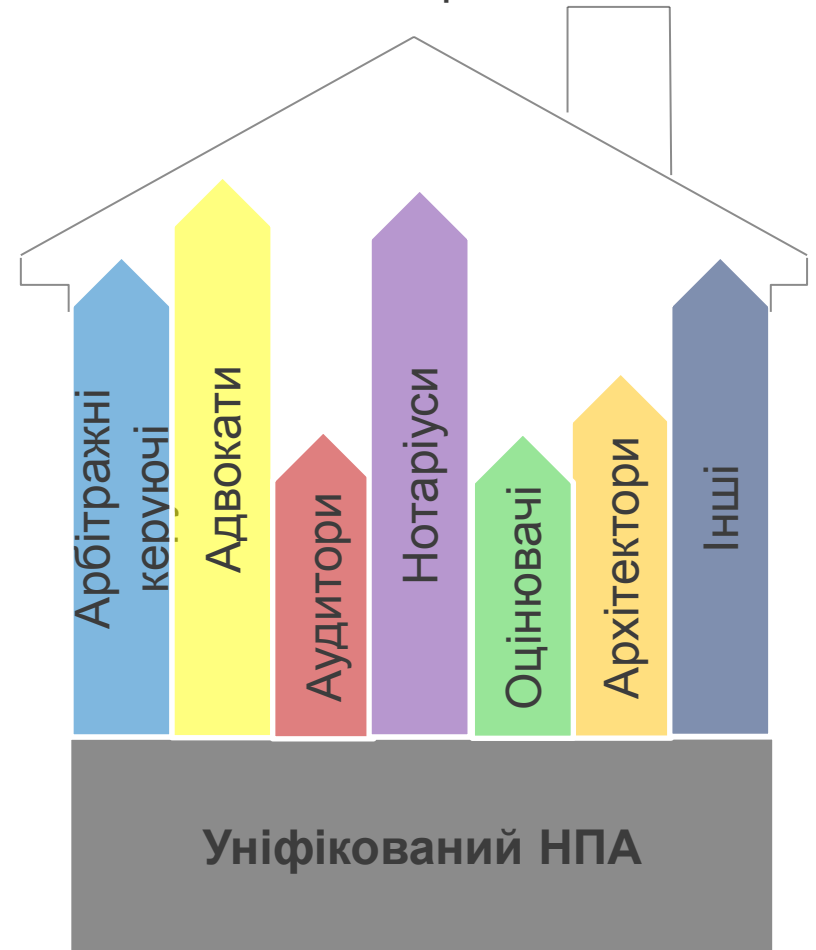 Арбітражні
керуючі
Адвокати
Аудитори
Нотаріуси
Оцінювачі
Архітектори
Інші
Уніфікований НПА